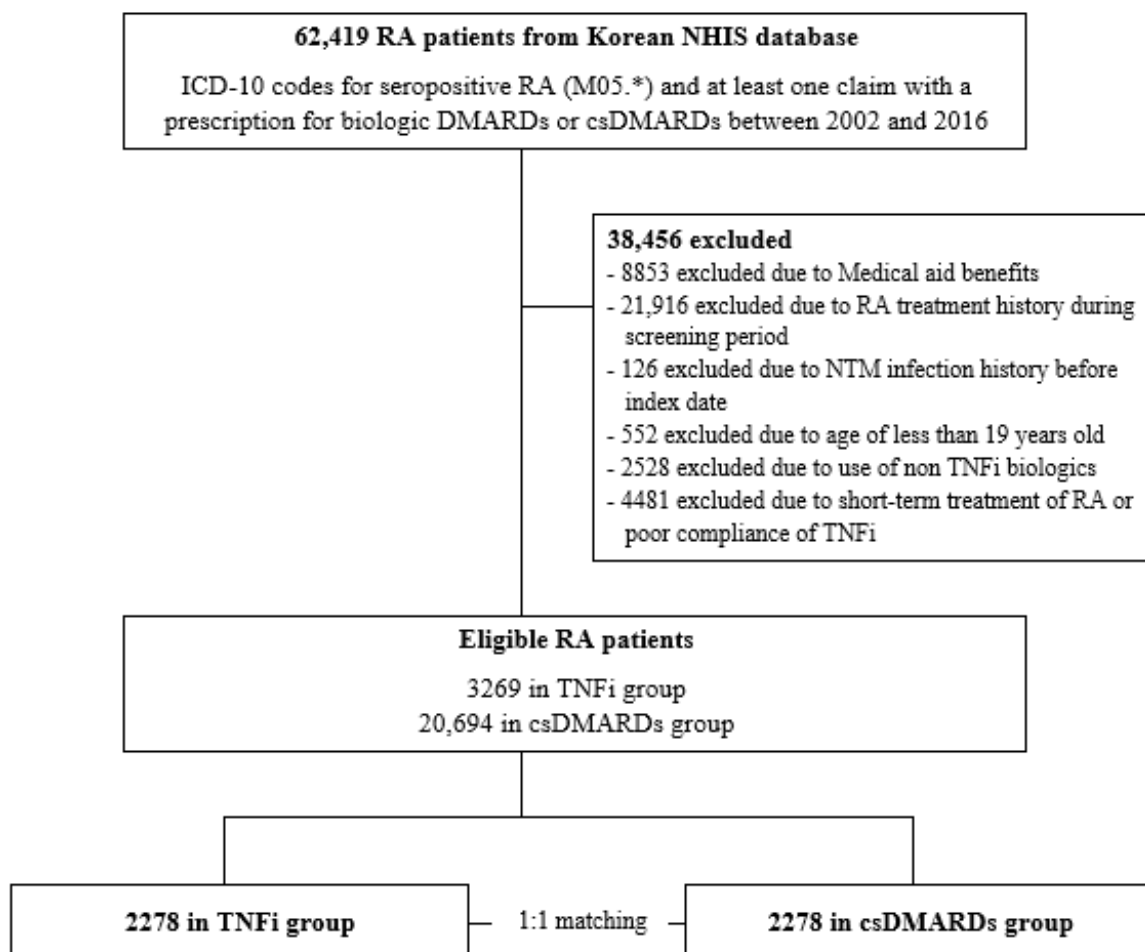 62,419 RA patients from Korean NHIS database
ICD-10 codes for seropositive RA (M05.*) and at least one claim with a
prescription for biologic DMARDs or csDMARDs between 2002 and 2016
38,456 excluded
- 8853 excluded due to Medical aid benefits
- 21,916 excluded due to RA treatment history during
screening period
- 126 excluded due to NTM infection history before
index date
- 552 excluded due to age of less than 19 years old
- 2528 excluded due to use of non TNFi biologics
- 4481 excluded due to short-term treatment of RA or
poor compliance of TNFi
Eligible RA patients
3269 in TNFi group
20,694 in csDMARDs group
2278 in TNFi group
1:1 matching
2278 in csDMARDs group